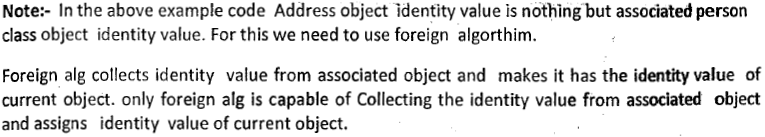 Note:- In the above example code Address object identity value is nothing but associated person
class object identity value. For this we need to use foreign algorthim.
Foreign alg collects identity value from associated object and makes it has the identity value of
current object. only foreign alg is capable of Collecting the identity value from associated object
and assigns identity value of current object.